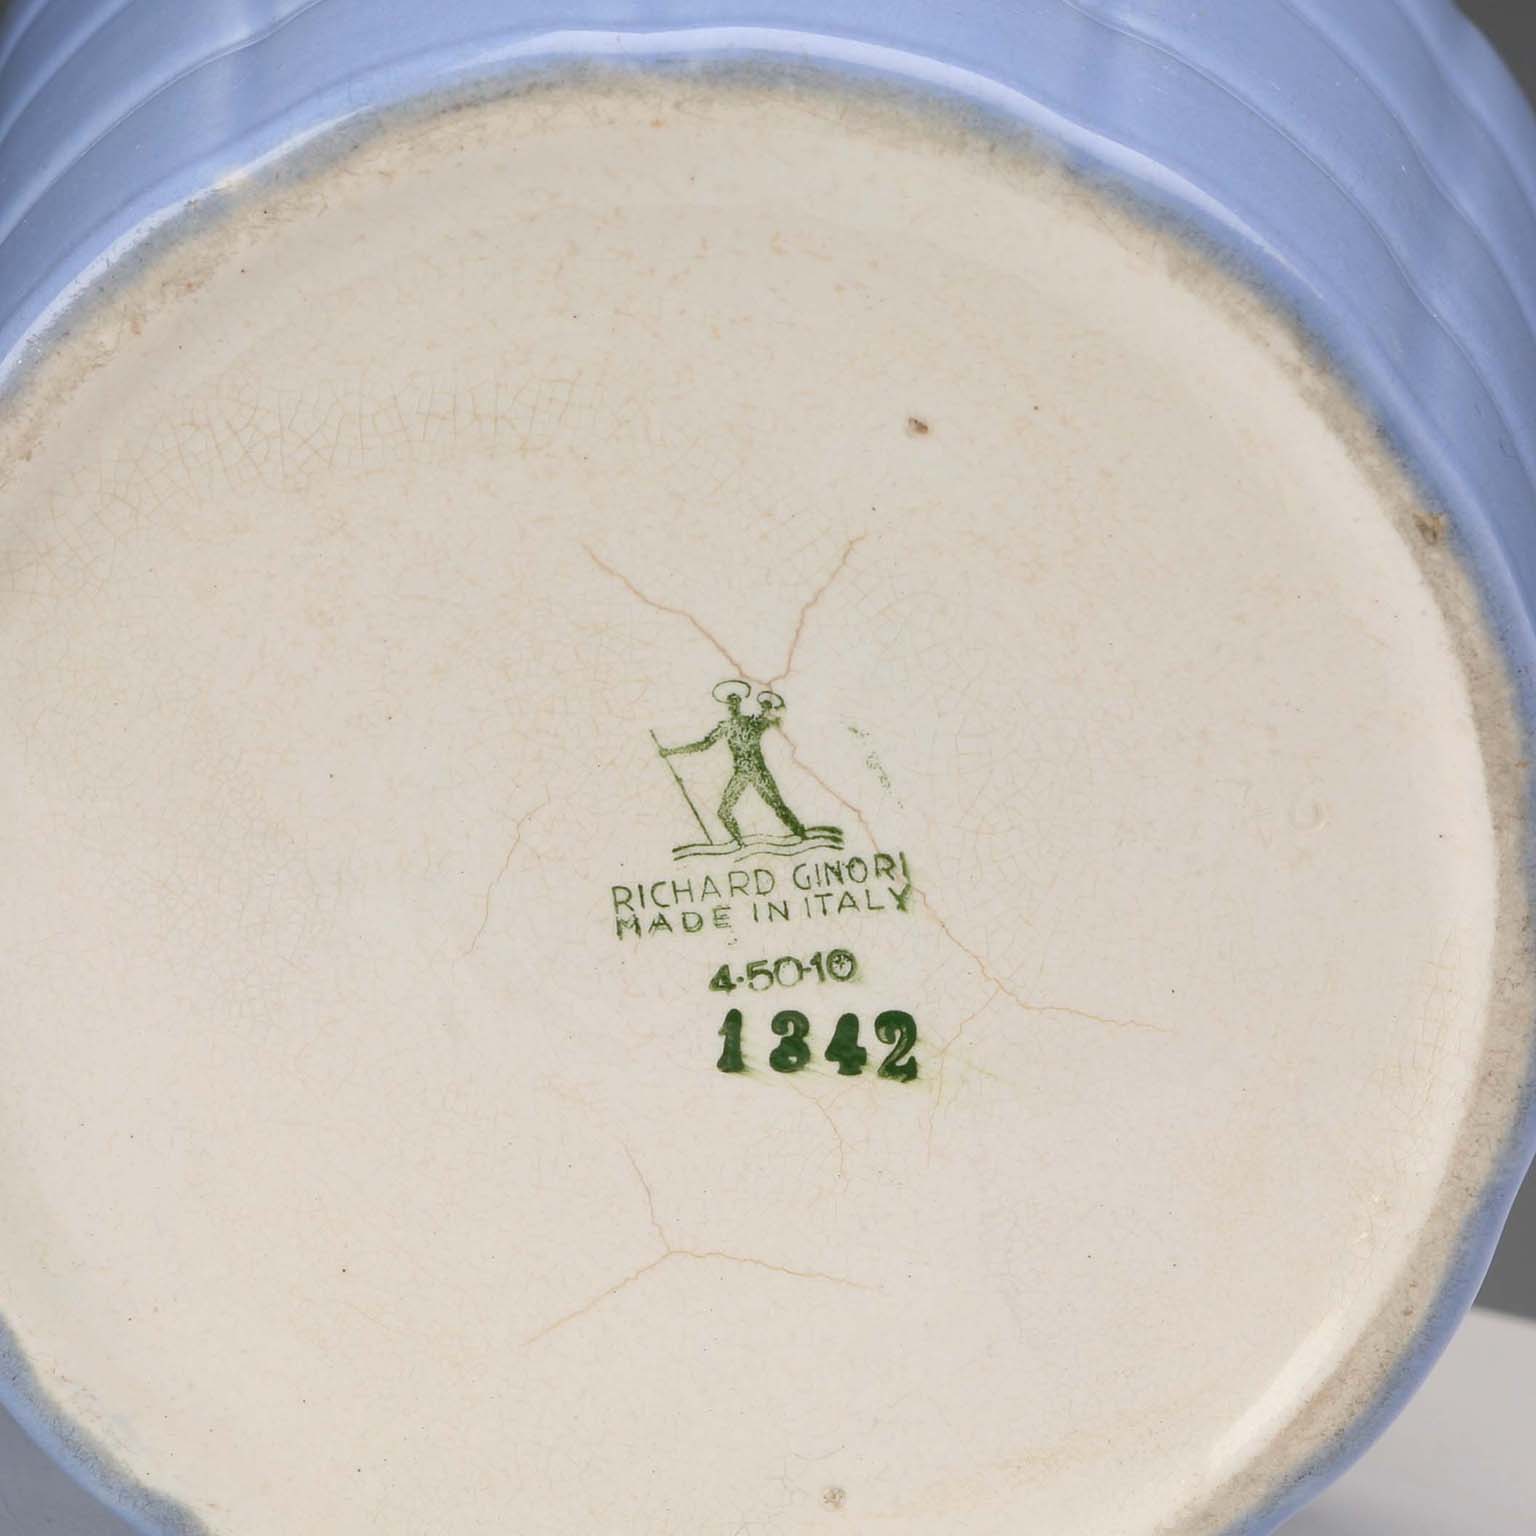 RICHARD GINORI
MADE IN ITALY
4·50·10
1342